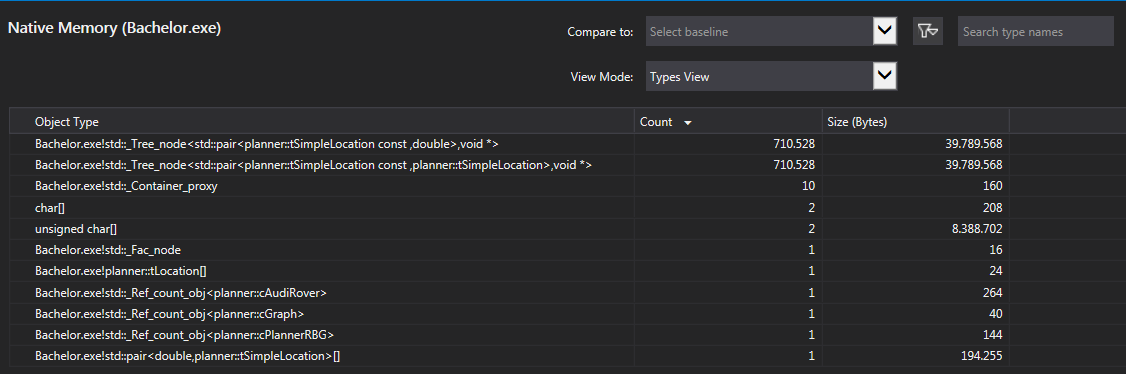 Native Memory (Bachelor.exe)
Compare to: Select baseline Search type names
View Mode: Types View
Object Type Count Size (Bytes)
Bachelor.exe!std::_Tree_node<std::pair<planner::tSimpleLocation const ,double>,void *> 710.528 39.789.568
Bachelor.exe!std::_Tree_node<std::pair<planner::tSimpleLocation const ,planner::tSimpleLocation>,void *> 710.528 39.789.568
Bachelor.exe!std::_Container_proxy 10 160
char[] 2 208
unsigned char[] 2 8.388.702
Bachelor.exe!std::_Fac_node 1 16
Bachelor.exe!planner::tLocation[] 1 24
Bachelor.exe!std::_Ref_count_obj<planner::cAudiRover> 1 264
Bachelor.exe!std::_Ref_count_obj<planner::cGraph> 1 40
Bachelor.exe!std::_Ref_count_obj<planner::cPlannerRBG> 1 144
Bachelor.exe!std::pair<double,planner::tSimpleLocation>[] 1 194.255